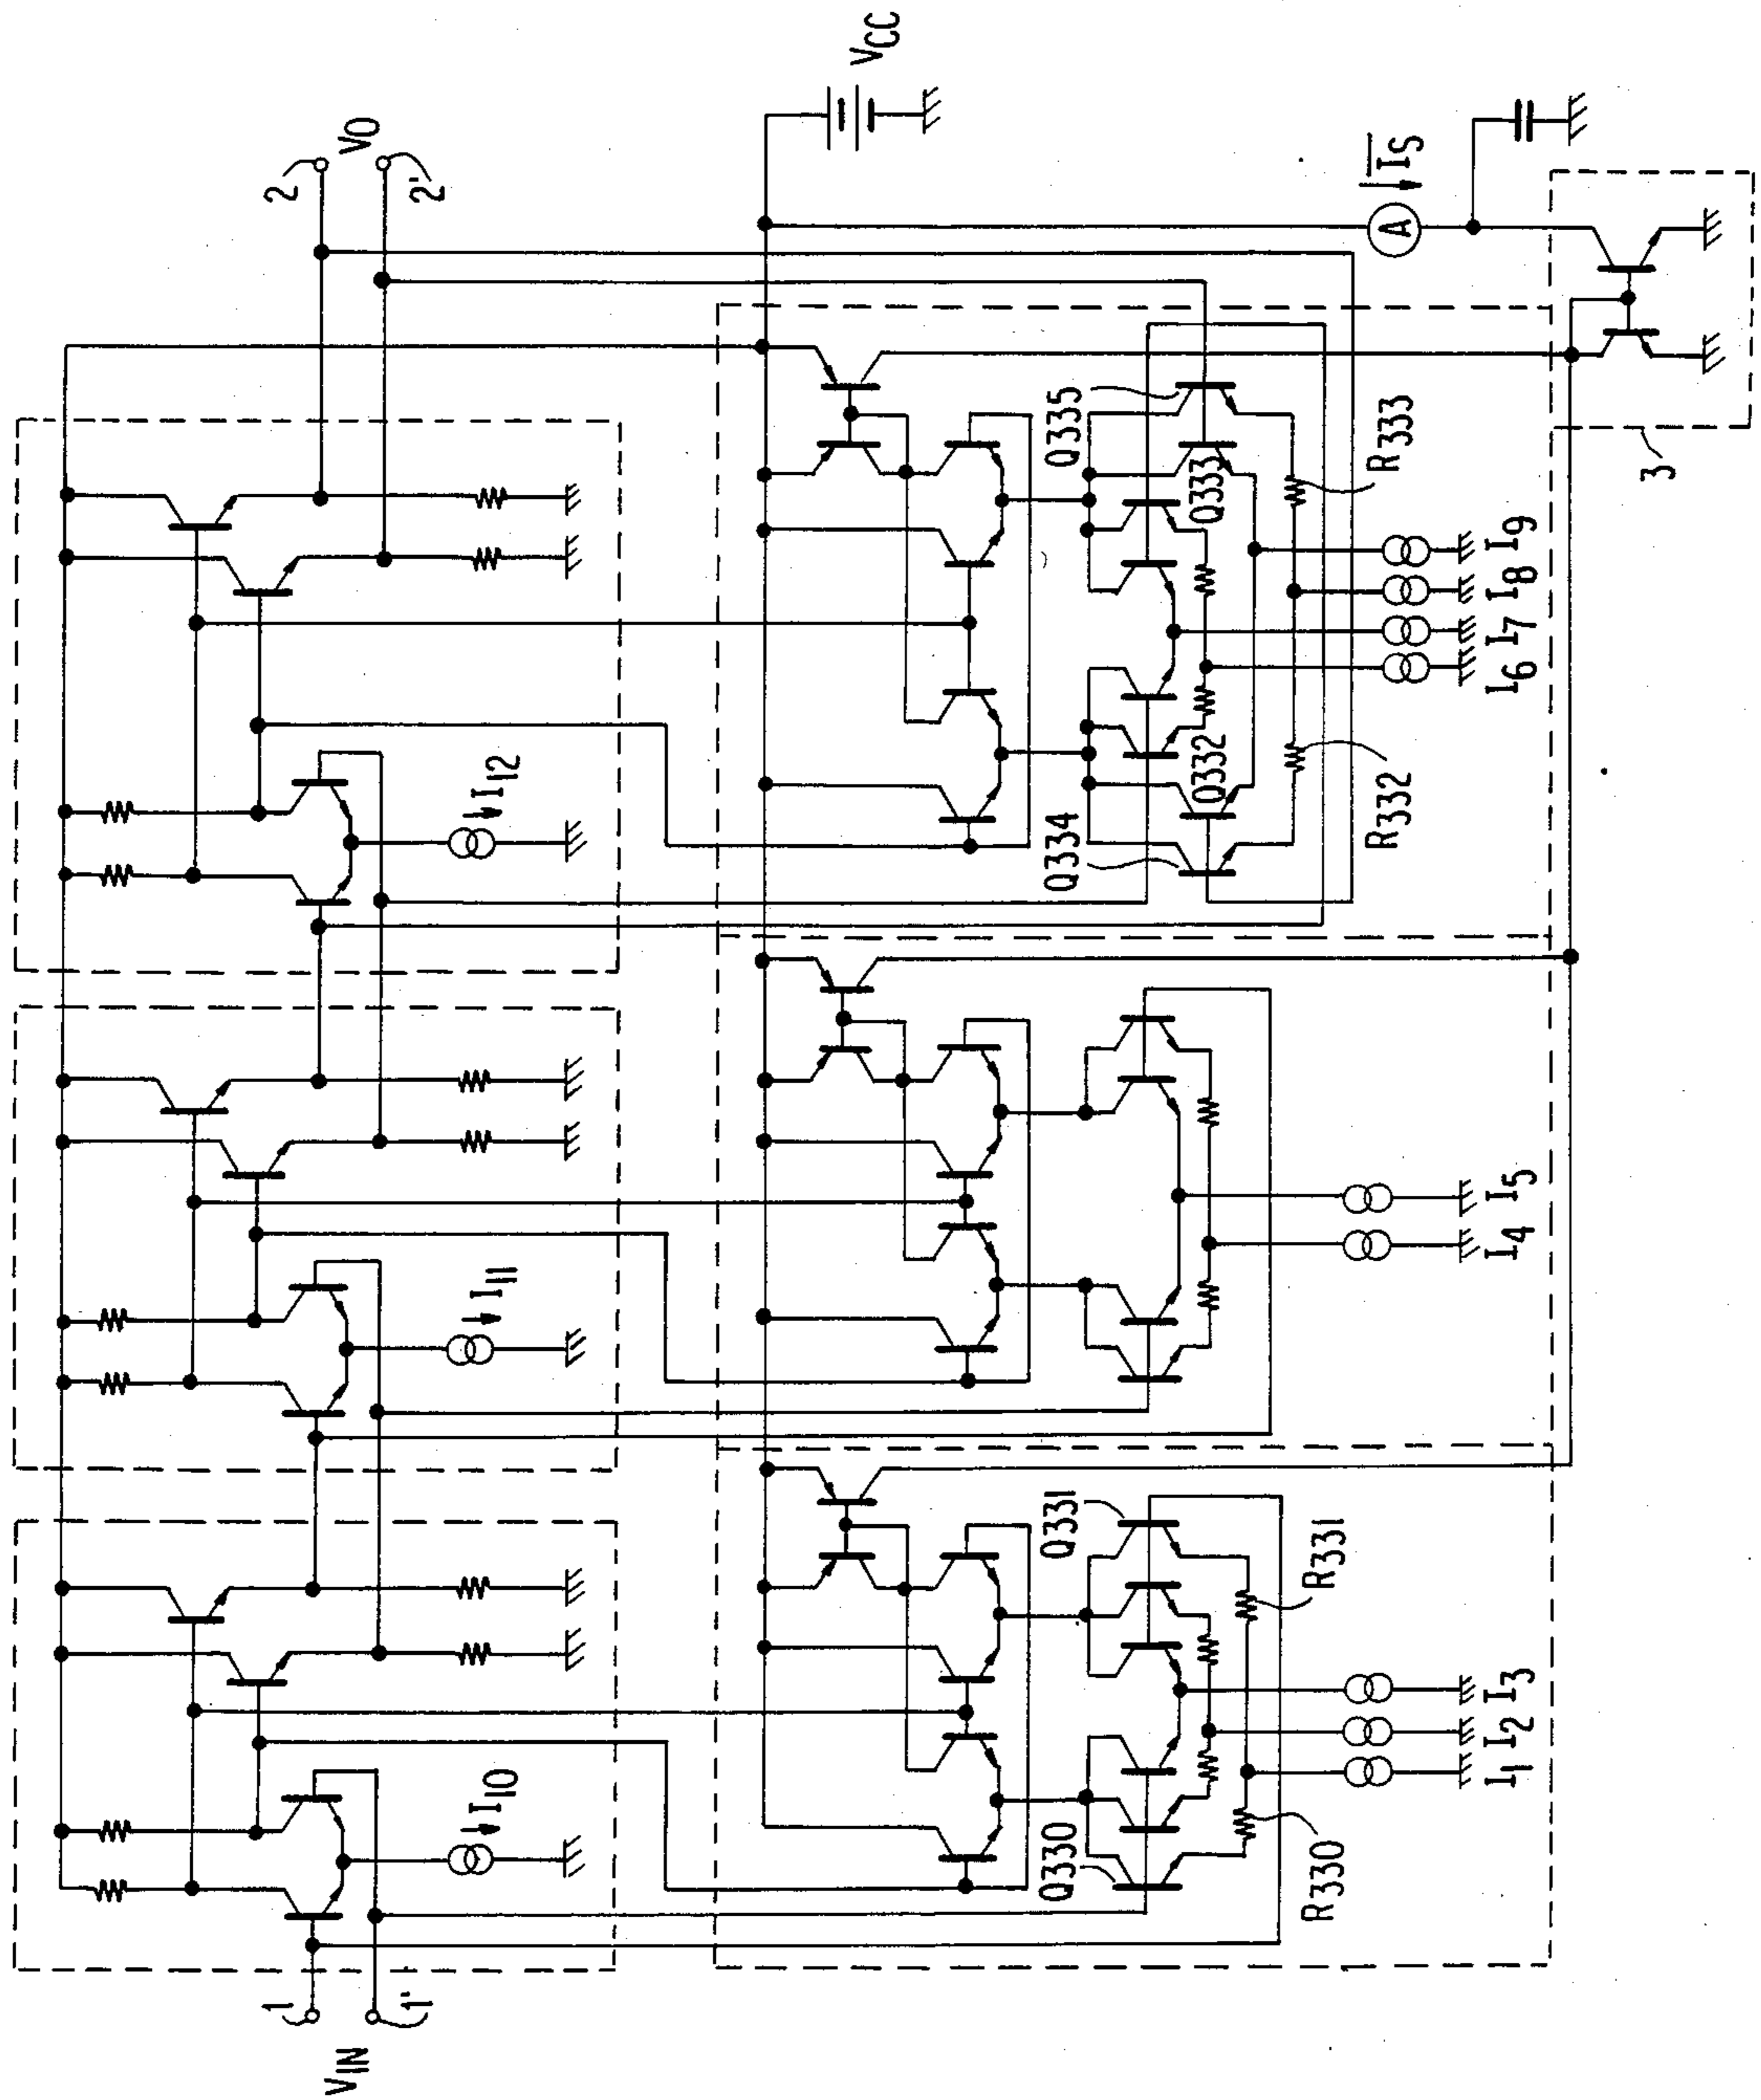 VIN
1
1'
I10
I11
I12
2
VO
2'
VCC
Q330
Q331
R330
R331
I1 I2 I3
I4 I5
Q334
Q332
Q333
Q335
R332
R333
I6 I7 I8 I9
IS
A
3